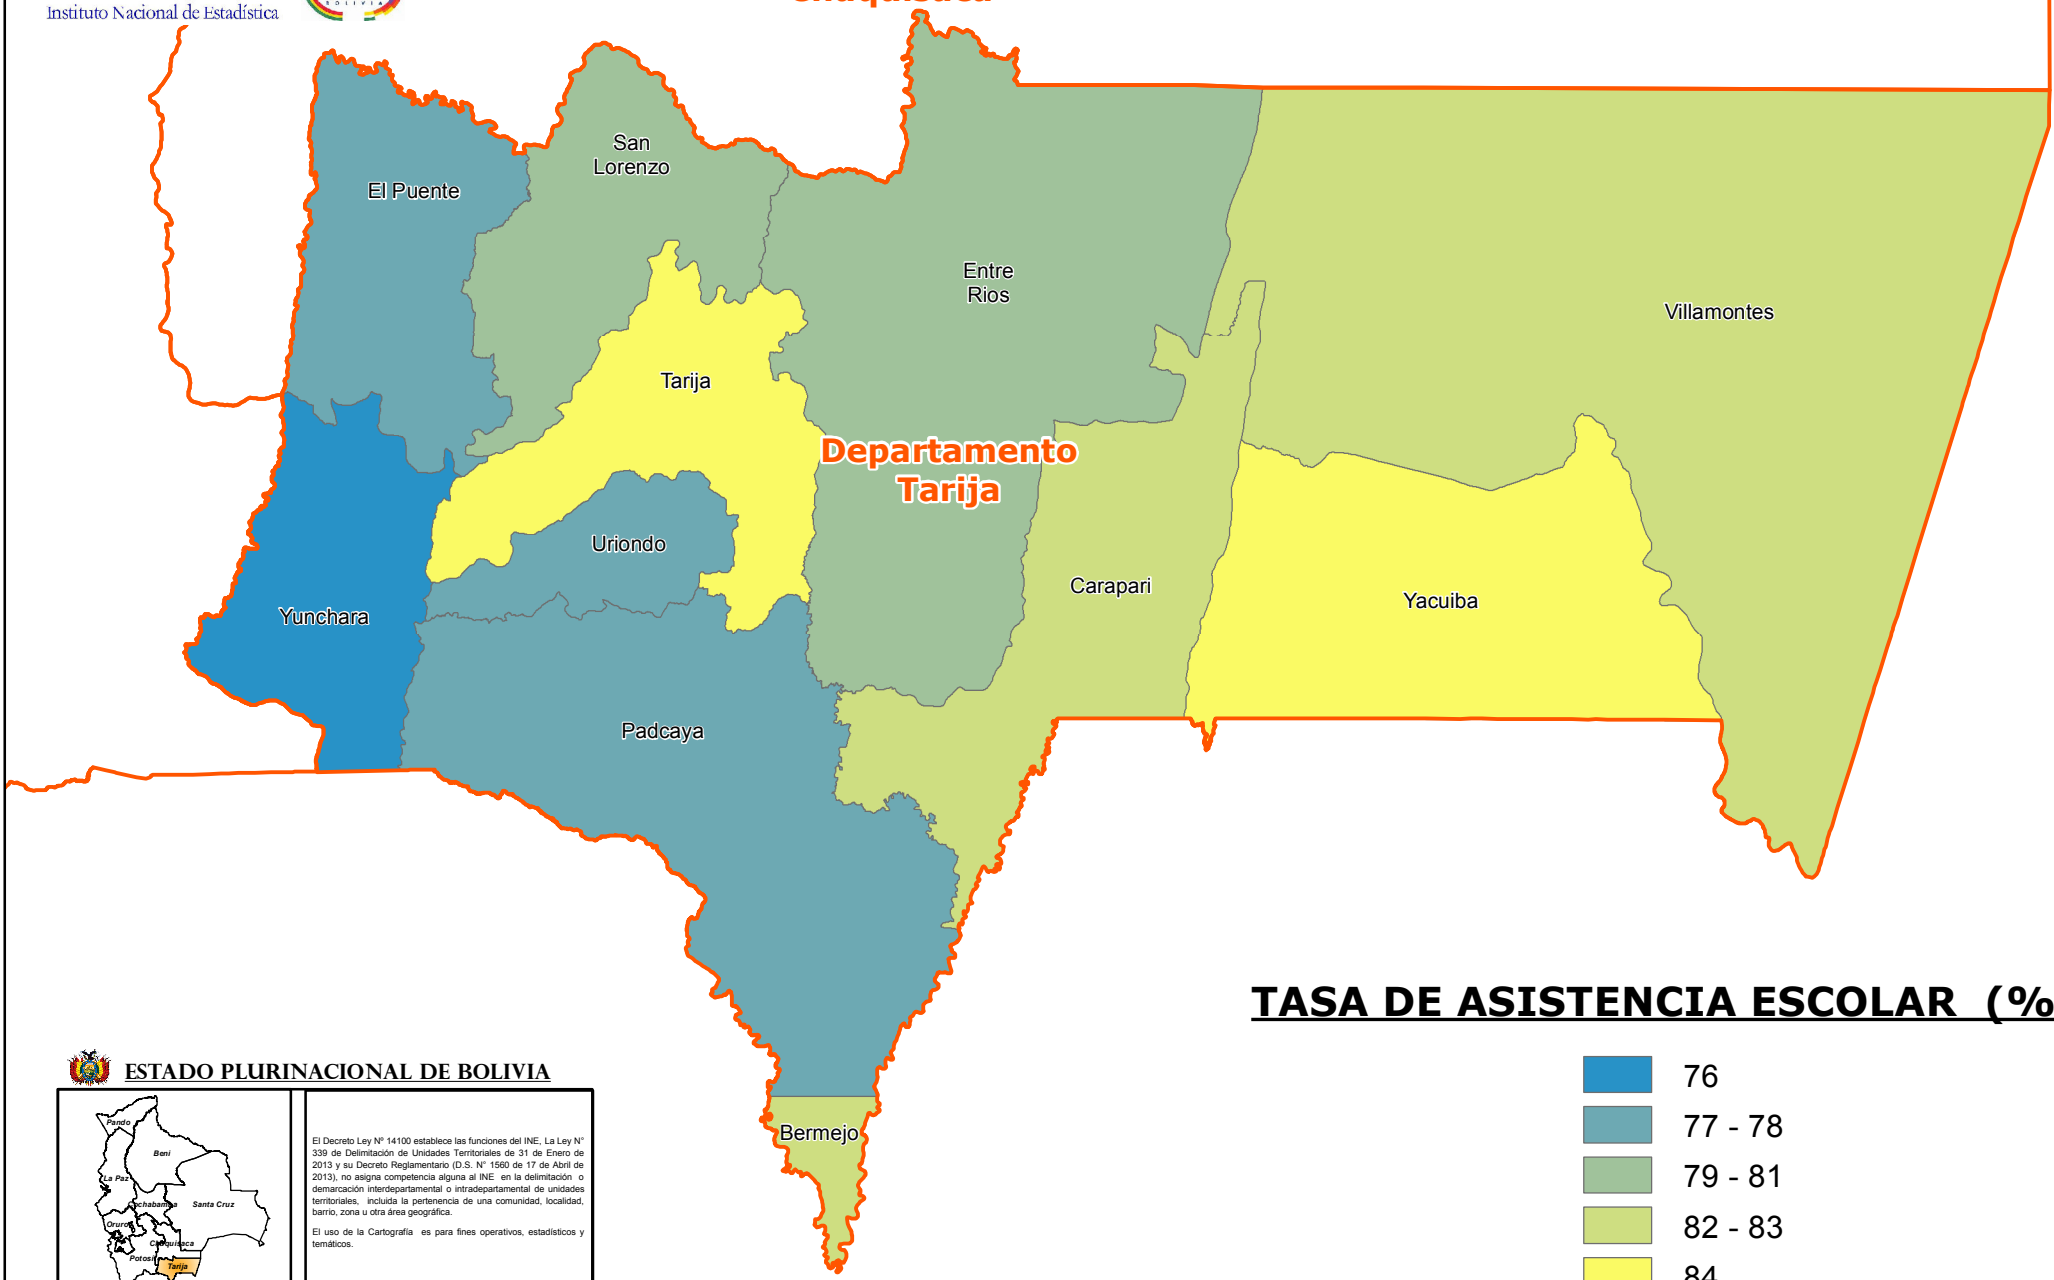 Instituto Nacional de Estadística
BOLIVIA
San
Lorenzo
El Puente
Entre
Rios
Villamontes
Tarija
Departamento
Tarija
Uriondo
Carapari
Yacuiba
Yunchara
Padcaya
Bermejo
TASA DE ASISTENCIA ESCOLAR (%
76
77 - 78
79 - 81
82 - 83
84
ESTADO PLURINACIONAL DE BOLIVIA
Pando
Beni
La Paz
Santa Cruz
Oruro
Potosí
Tarija
El Decreto Ley Nº 14100 establece las funciones del INE, La Ley N°
339 de Delimitación de Unidades Territoriales de 31 de Enero de
2013 y su Decreto Reglamentario (D.S. N° 1560 de 17 de Abril de
2013), no asigna competencia alguna al INE en la delimitación o
demarcación interdepartamental o intradepartamental de unidades
territoriales, incluida la pertenencia de una comunidad, localidad,
barrio, zona u otra área geográfica.
El uso de la Cartografía es para fines operativos, estadísticos y
temáticos.